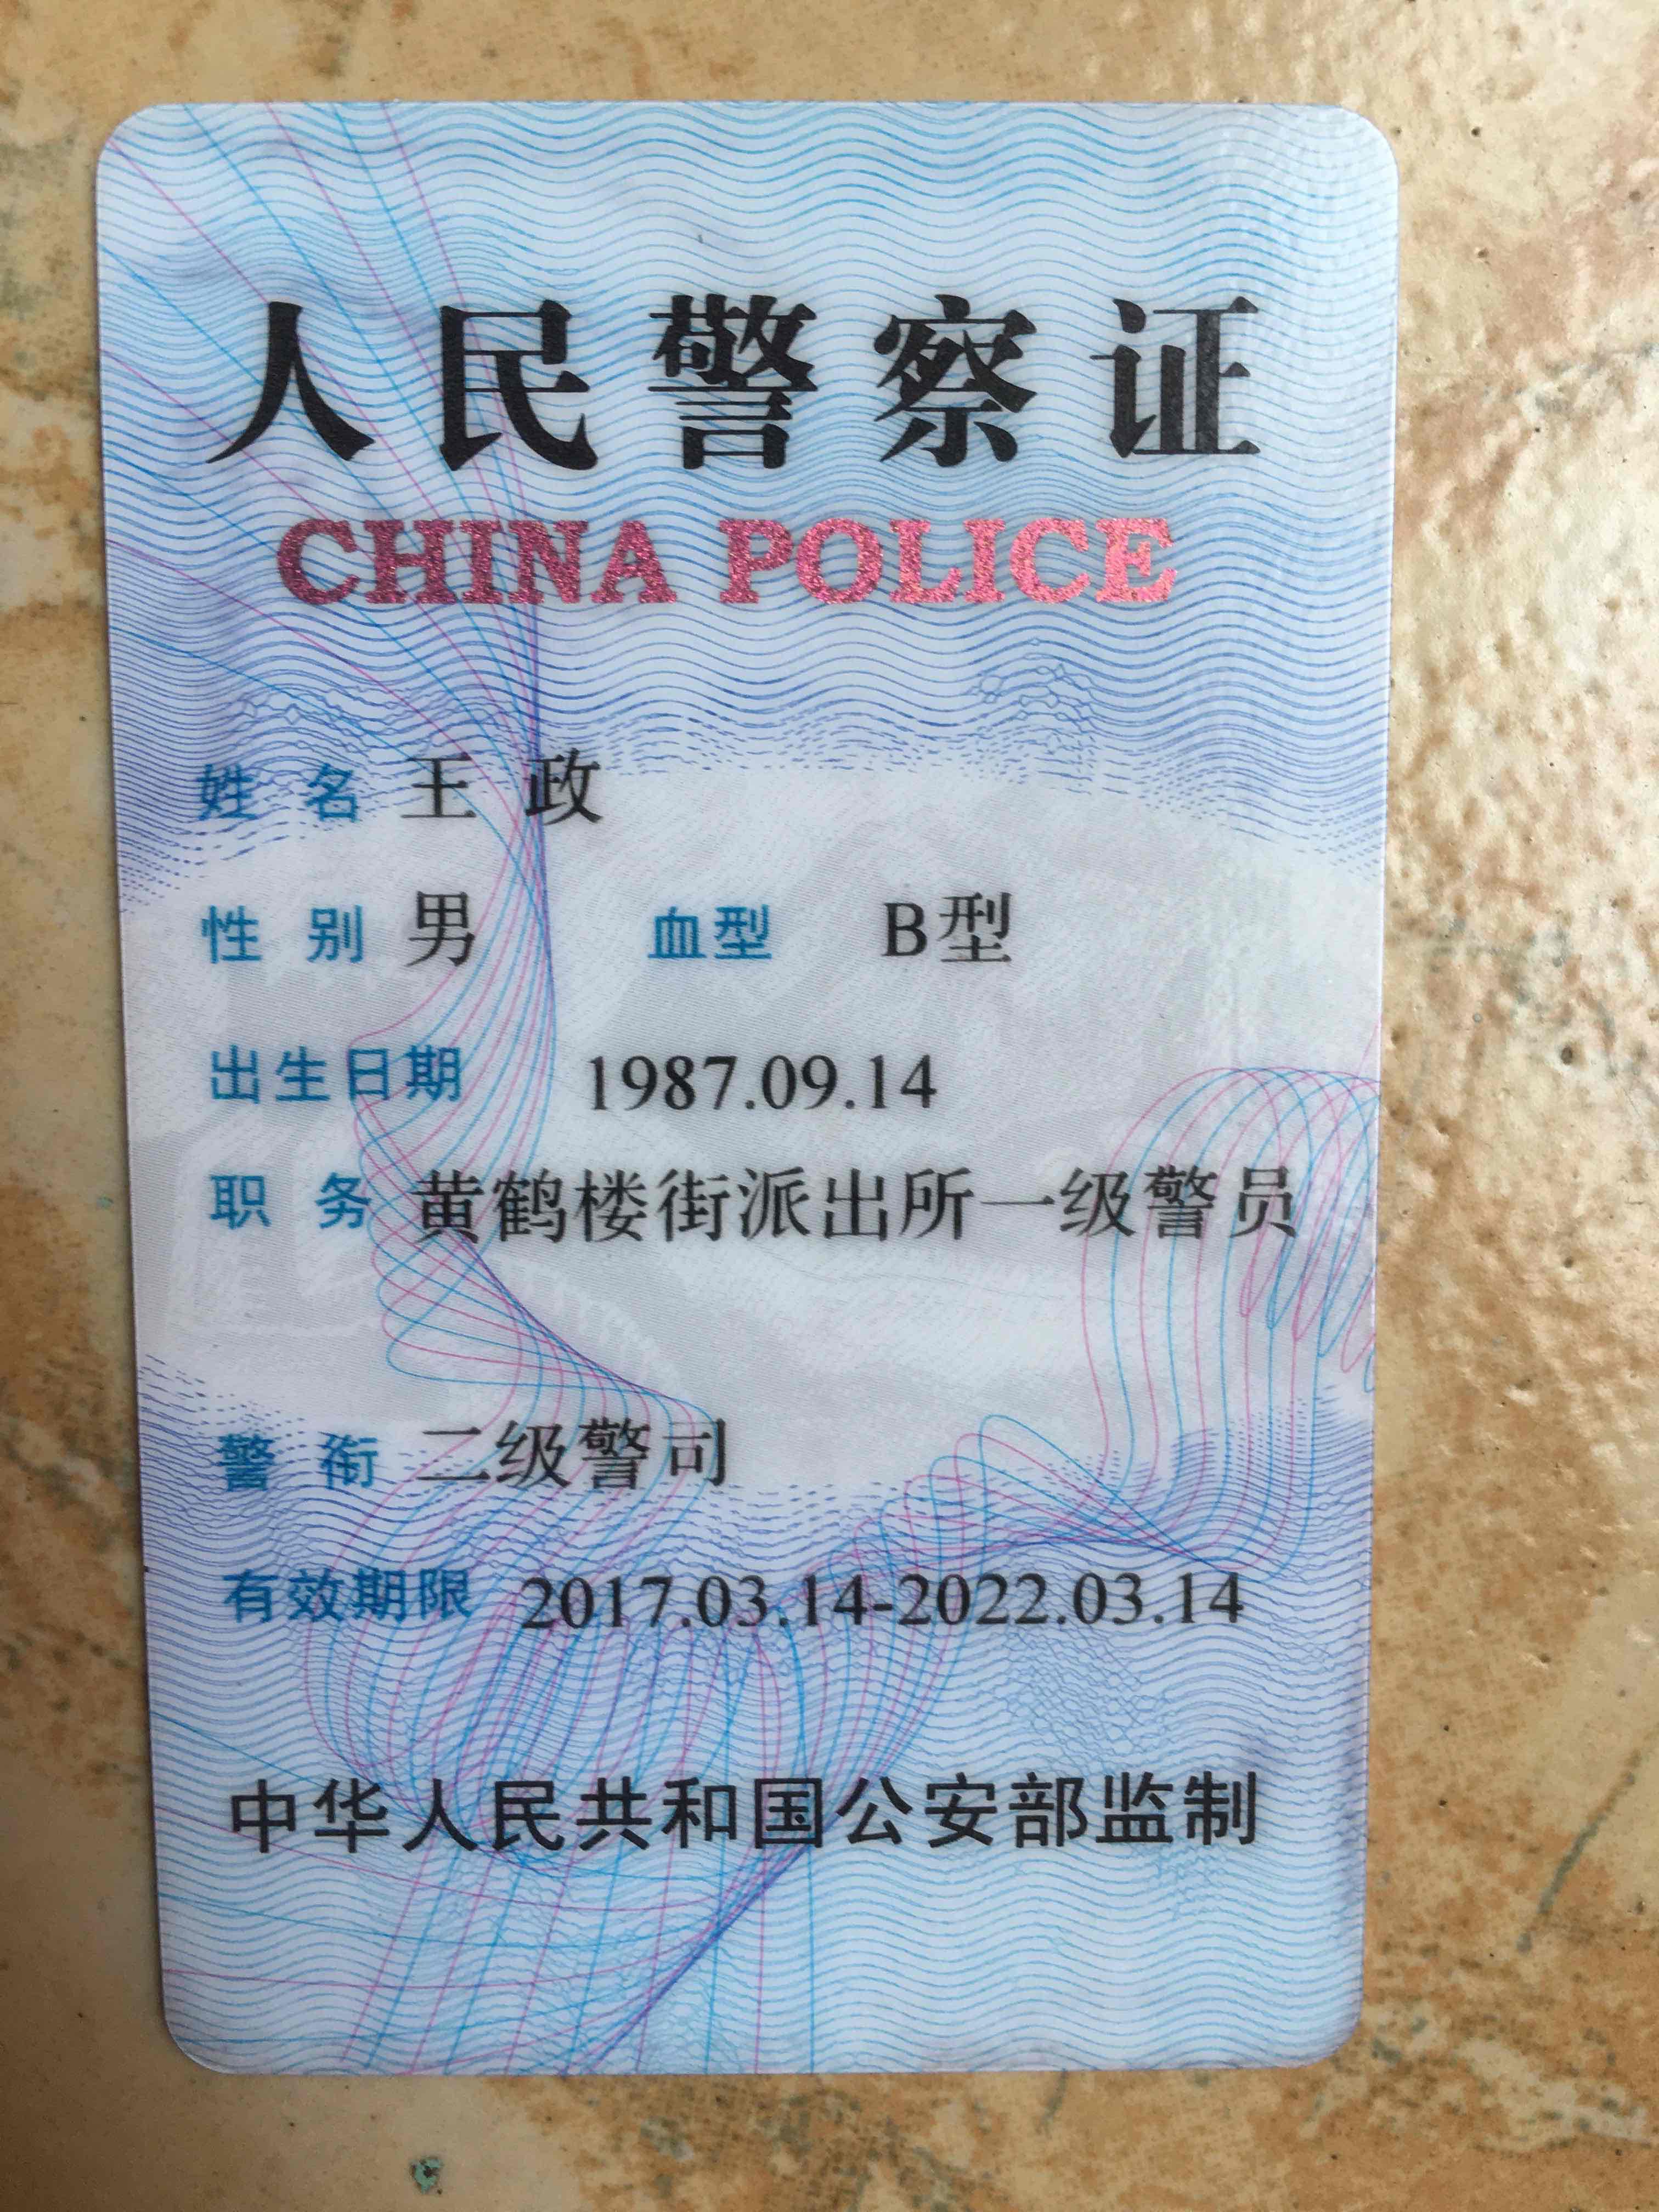 人民警察证
CHINA POLICE
姓名 王政
性别 男 血型 B型
出生日期 1987.09.14
职务 黄鹤楼街派出所一级警员
警衔 二级警司
有效期限 2017.03.14-2022.03.14
中华人民共和国公安部监制